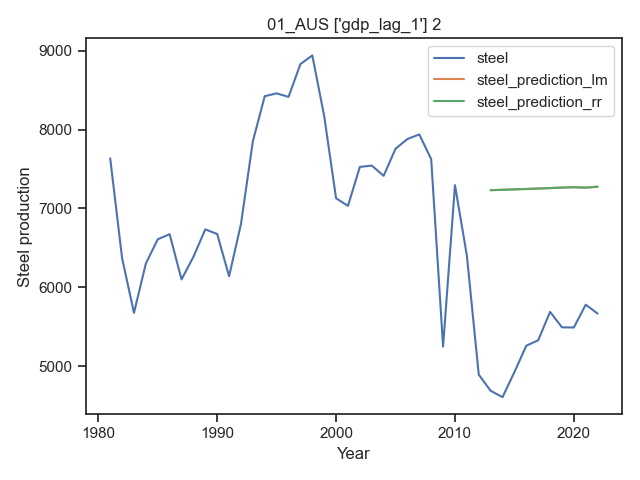 01_AUS ['gdp_lag_1'] 2
steel
steel_prediction_lm
steel_prediction_rr
9000
8000
7000
6000
5000
Steel production
1980 1990 2000 2010 2020
Year